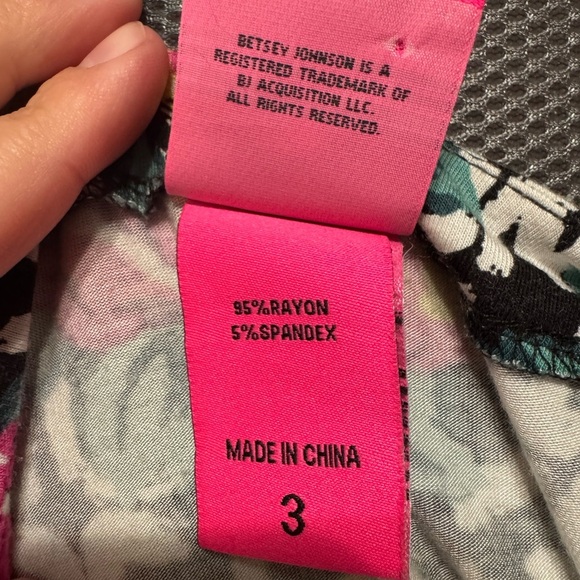 BETSEY JOHNSON IS A
REGISTERED TRADEMARK OF
BJ ACQUISITION LLC.
ALL RIGHTS RESERVED.
95%RAYON
5%SPANDEX
MADE IN CHINA
3